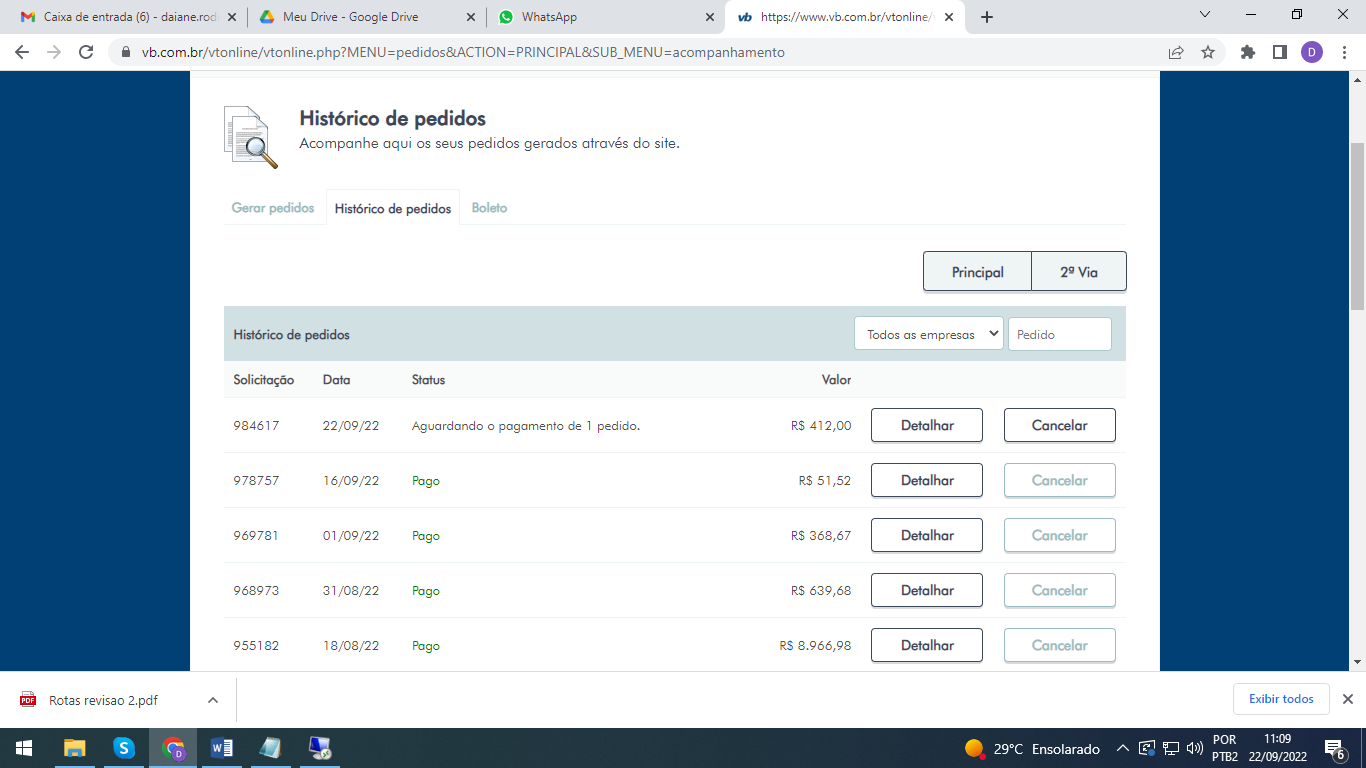 Caixa de entrada (6) - daiane.rod
Meu Drive - Google Drive
WhatsApp
vb https://www.vb.com.br/vtonline/v
vb.com.br/vtonline/vtonline.php?MENU=pedidos&ACTION=PRINCIPAL&SUB_MENU=acompanhamento
D
Histórico de pedidos
Acompanhe aqui os seus pedidos gerados através do site.
Gerar pedidos Histórico de pedidos Boleto
Principal 2ª Via
Histórico de pedidos Todos as empresas Pedido
Solicitação Data Status Valor
984617 22/09/22 Aguardando o pagamento de 1 pedido. R$ 412,00 Detalhar Cancelar
978757 16/09/22 Pago R$ 51,52 Detalhar Cancelar
969781 01/09/22 Pago R$ 368,67 Detalhar Cancelar
968973 31/08/22 Pago R$ 639,68 Detalhar Cancelar
955182 18/08/22 Pago R$ 8.966,98 Detalhar Cancelar
PDF Rotas revisao 2.pdf Exibir todos
29°C Ensolarado
POR
PTB2
11:09
22/09/2022
6